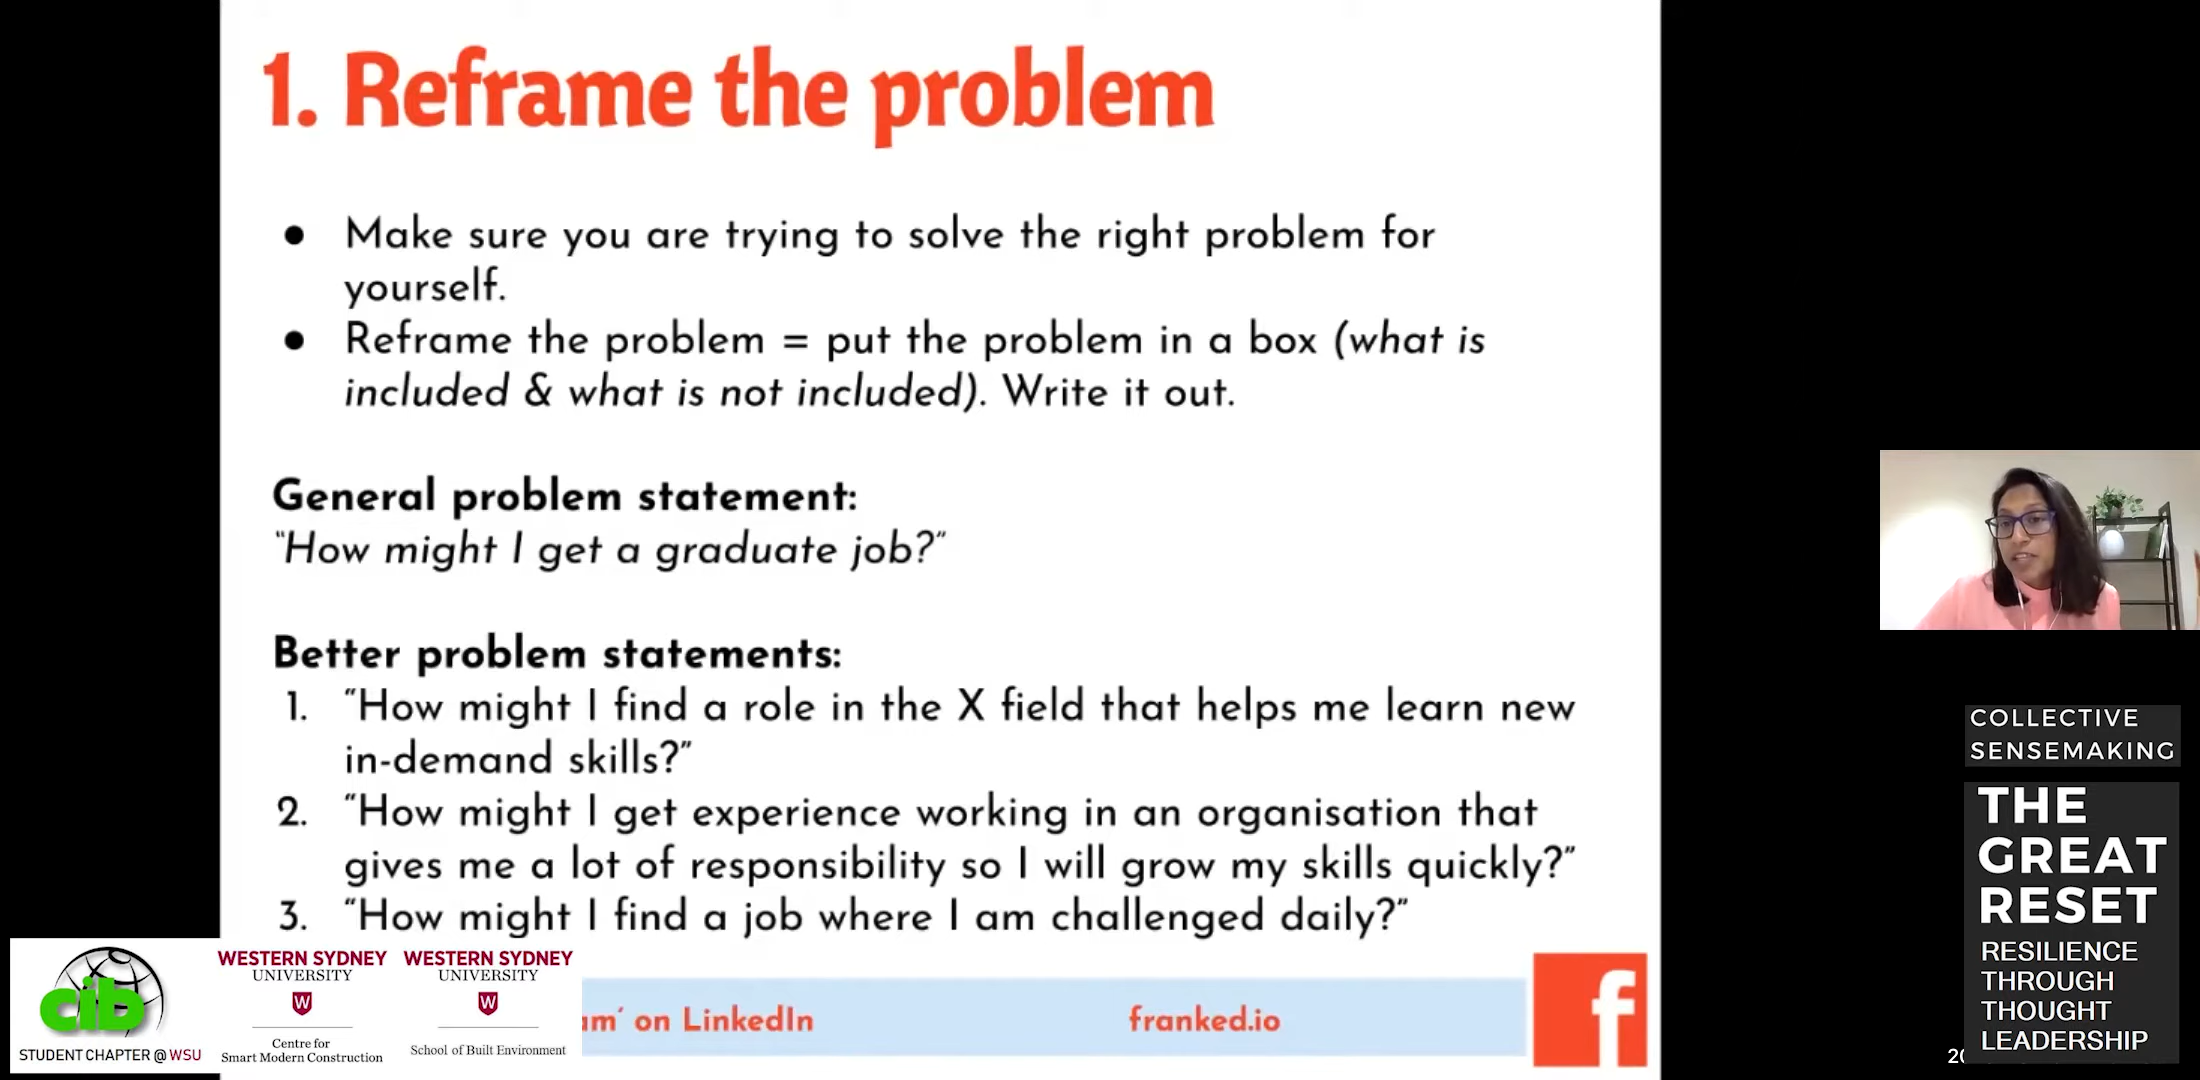 1. Reframe the problem
● Make sure you are trying to solve the right problem for
yourself.
● Reframe the problem = put the problem in a box (what is
included & what is not included). Write it out.
General problem statement:
"How might I get a graduate job?"
Better problem statements:
1. "How might I find a role in the X field that helps me learn new
in-demand skills?"
2. "How might I get experience working in an organisation that
gives me a lot of responsibility so I will grow my skills quickly?"
3. "How might I find a job where I am challenged daily?"
cib
STUDENT CHAPTER @ WSU
WESTERN SYDNEY
UNIVERSITY
W
Centre for
Smart Modern Construction
WESTERN SYDNEY
UNIVERSITY
W
School of Built Environment
am' on LinkedIn
franked.io
f
COLLECTIVE
SENSEMAKING
THE
GREAT
RESET
RESILIENCE
THROUGH
THOUGHT
LEADERSHIP